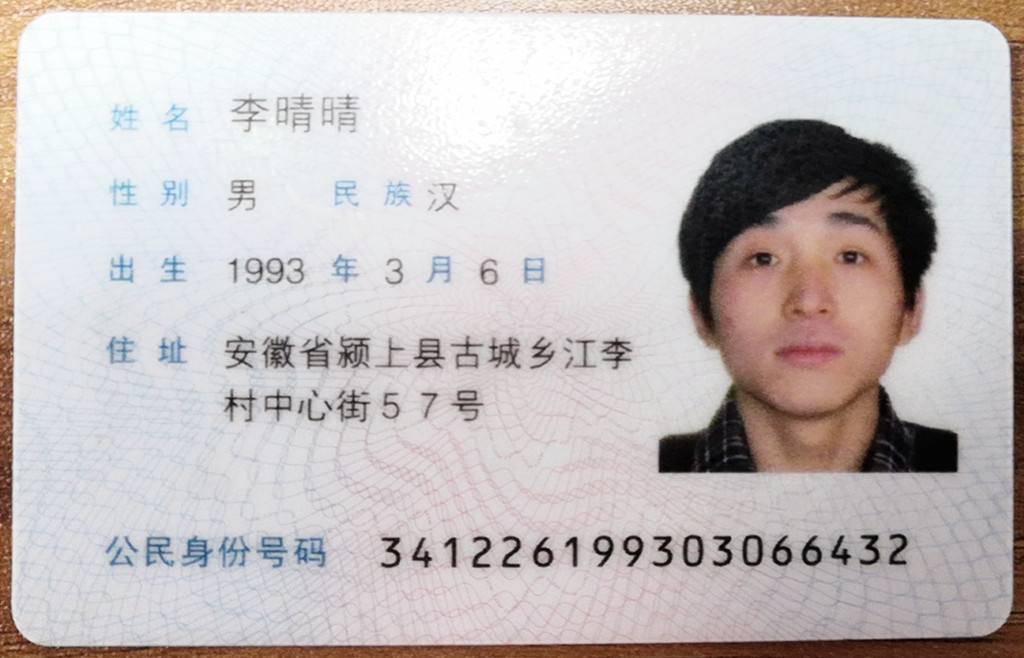 姓名 李晴晴
性别 男 民族 汉
出生 1993 年 3 月 6 日
住址 安徽省颍上县古城乡江李
村中心街57号
公民身份号码 341226199303066432